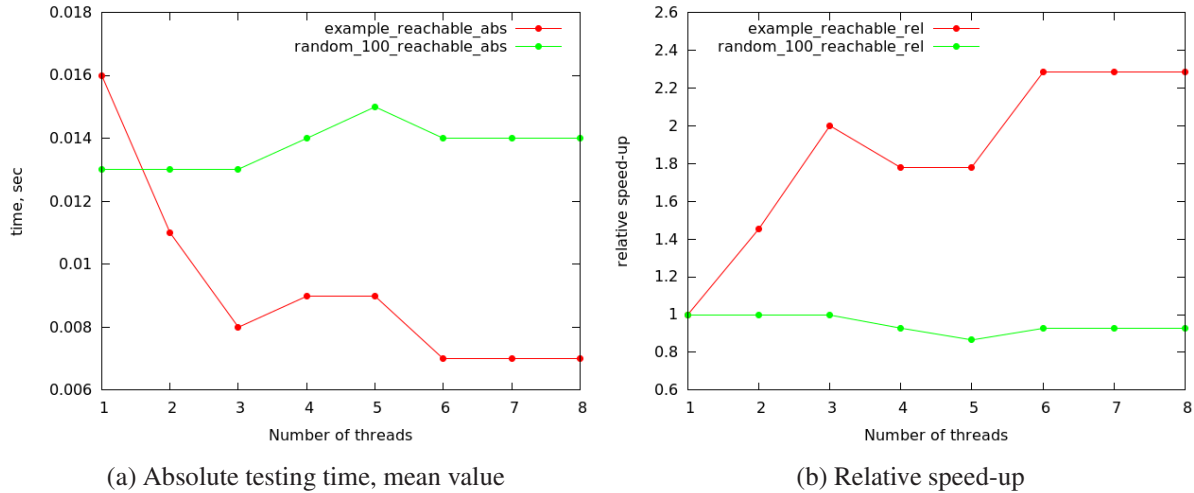 0.018
0.016
0.014
0.012
0.01
0.008
0.006
time, sec
example_reachable_abs
random_100_reachable_abs
1 2 3 4 5 6 7 8
Number of threads
(a) Absolute testing time, mean value
2.6
2.4
2.2
2
1.8
1.6
1.4
1.2
1
0.8
0.6
relative speed-up
example_reachable_rel
random_100_reachable_rel
1 2 3 4 5 6 7 8
Number of threads
(b) Relative speed-up